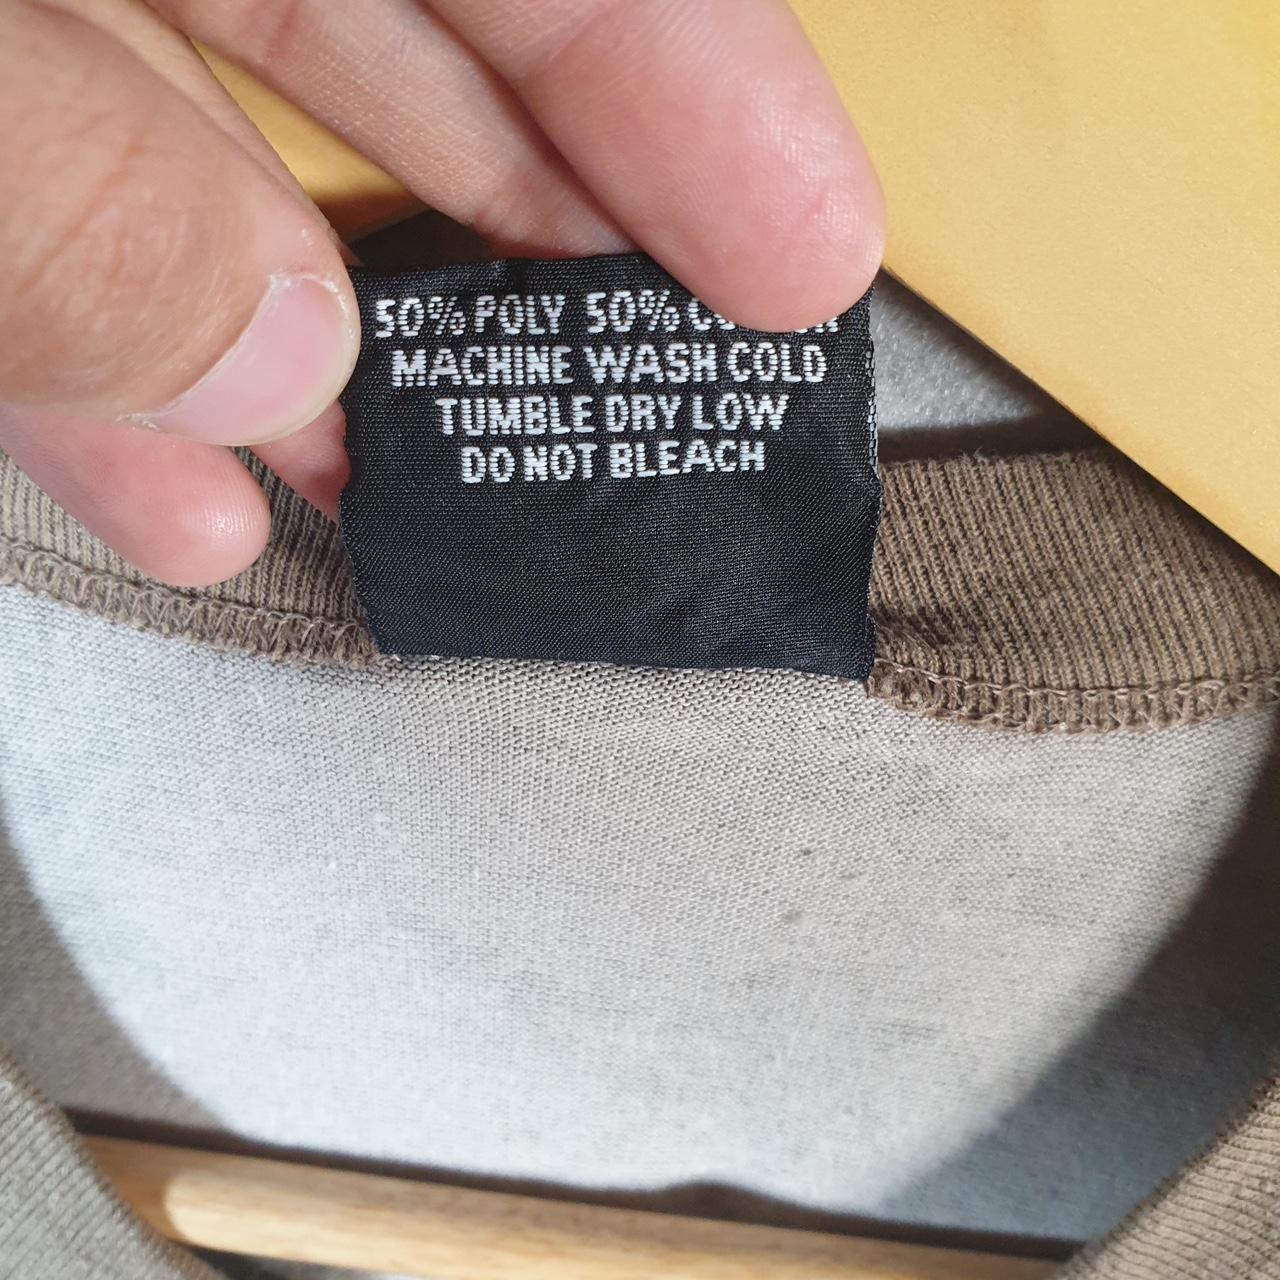 50% POLY 50%
MACHINE WASH COLD
TUMBLE DRY LOW
DO NOT BLEACH